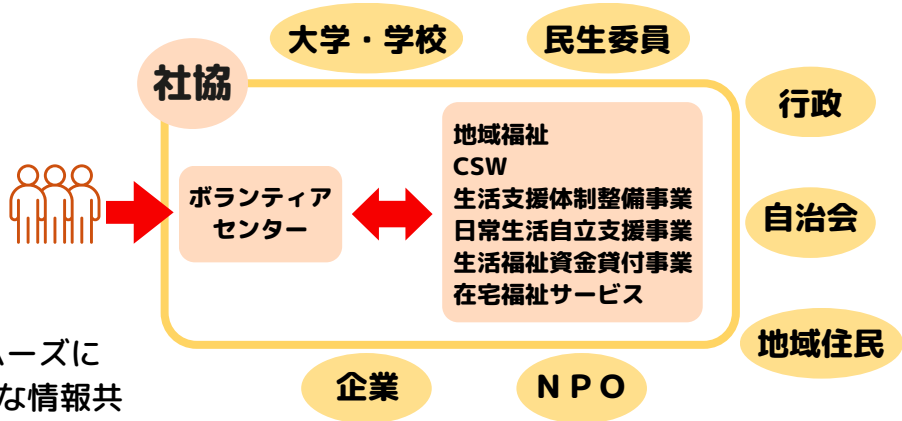 大学・学校
民生委員
社協
行政
地域福祉
CSW
生活支援体制整備事業
日常生活自立支援事業
生活福祉資金貸付事業
在宅福祉サービス
ボランティア
センター
自治会
地域住民
ムーズに
な情報共
企業
ＮＰＯ